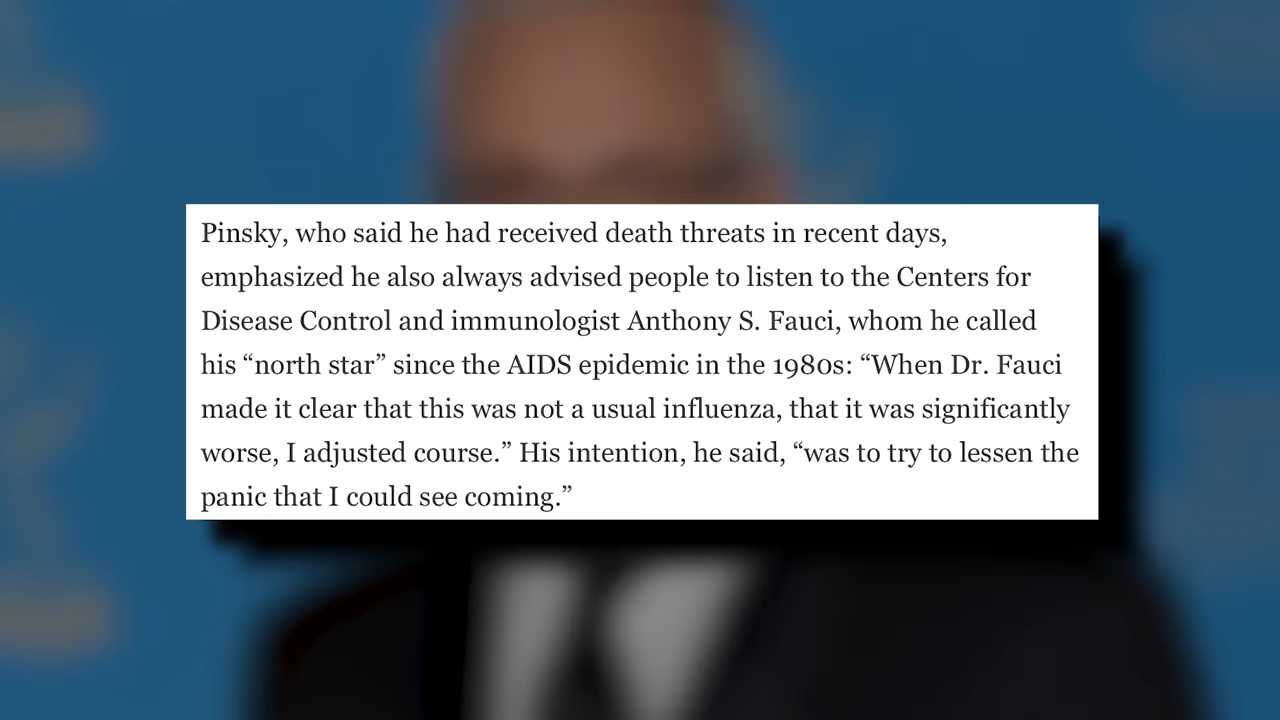 Pinsky, who said he had received death threats in recent days,
emphasized he also always advised people to listen to the Centers for
Disease Control and immunologist Anthony S. Fauci, whom he called
his “north star” since the AIDS epidemic in the 1980s: “When Dr. Fauci
made it clear that this was not a usual influenza, that it was significantly
worse, I adjusted course.” His intention, he said, “was to try to lessen the
panic that I could see coming.”